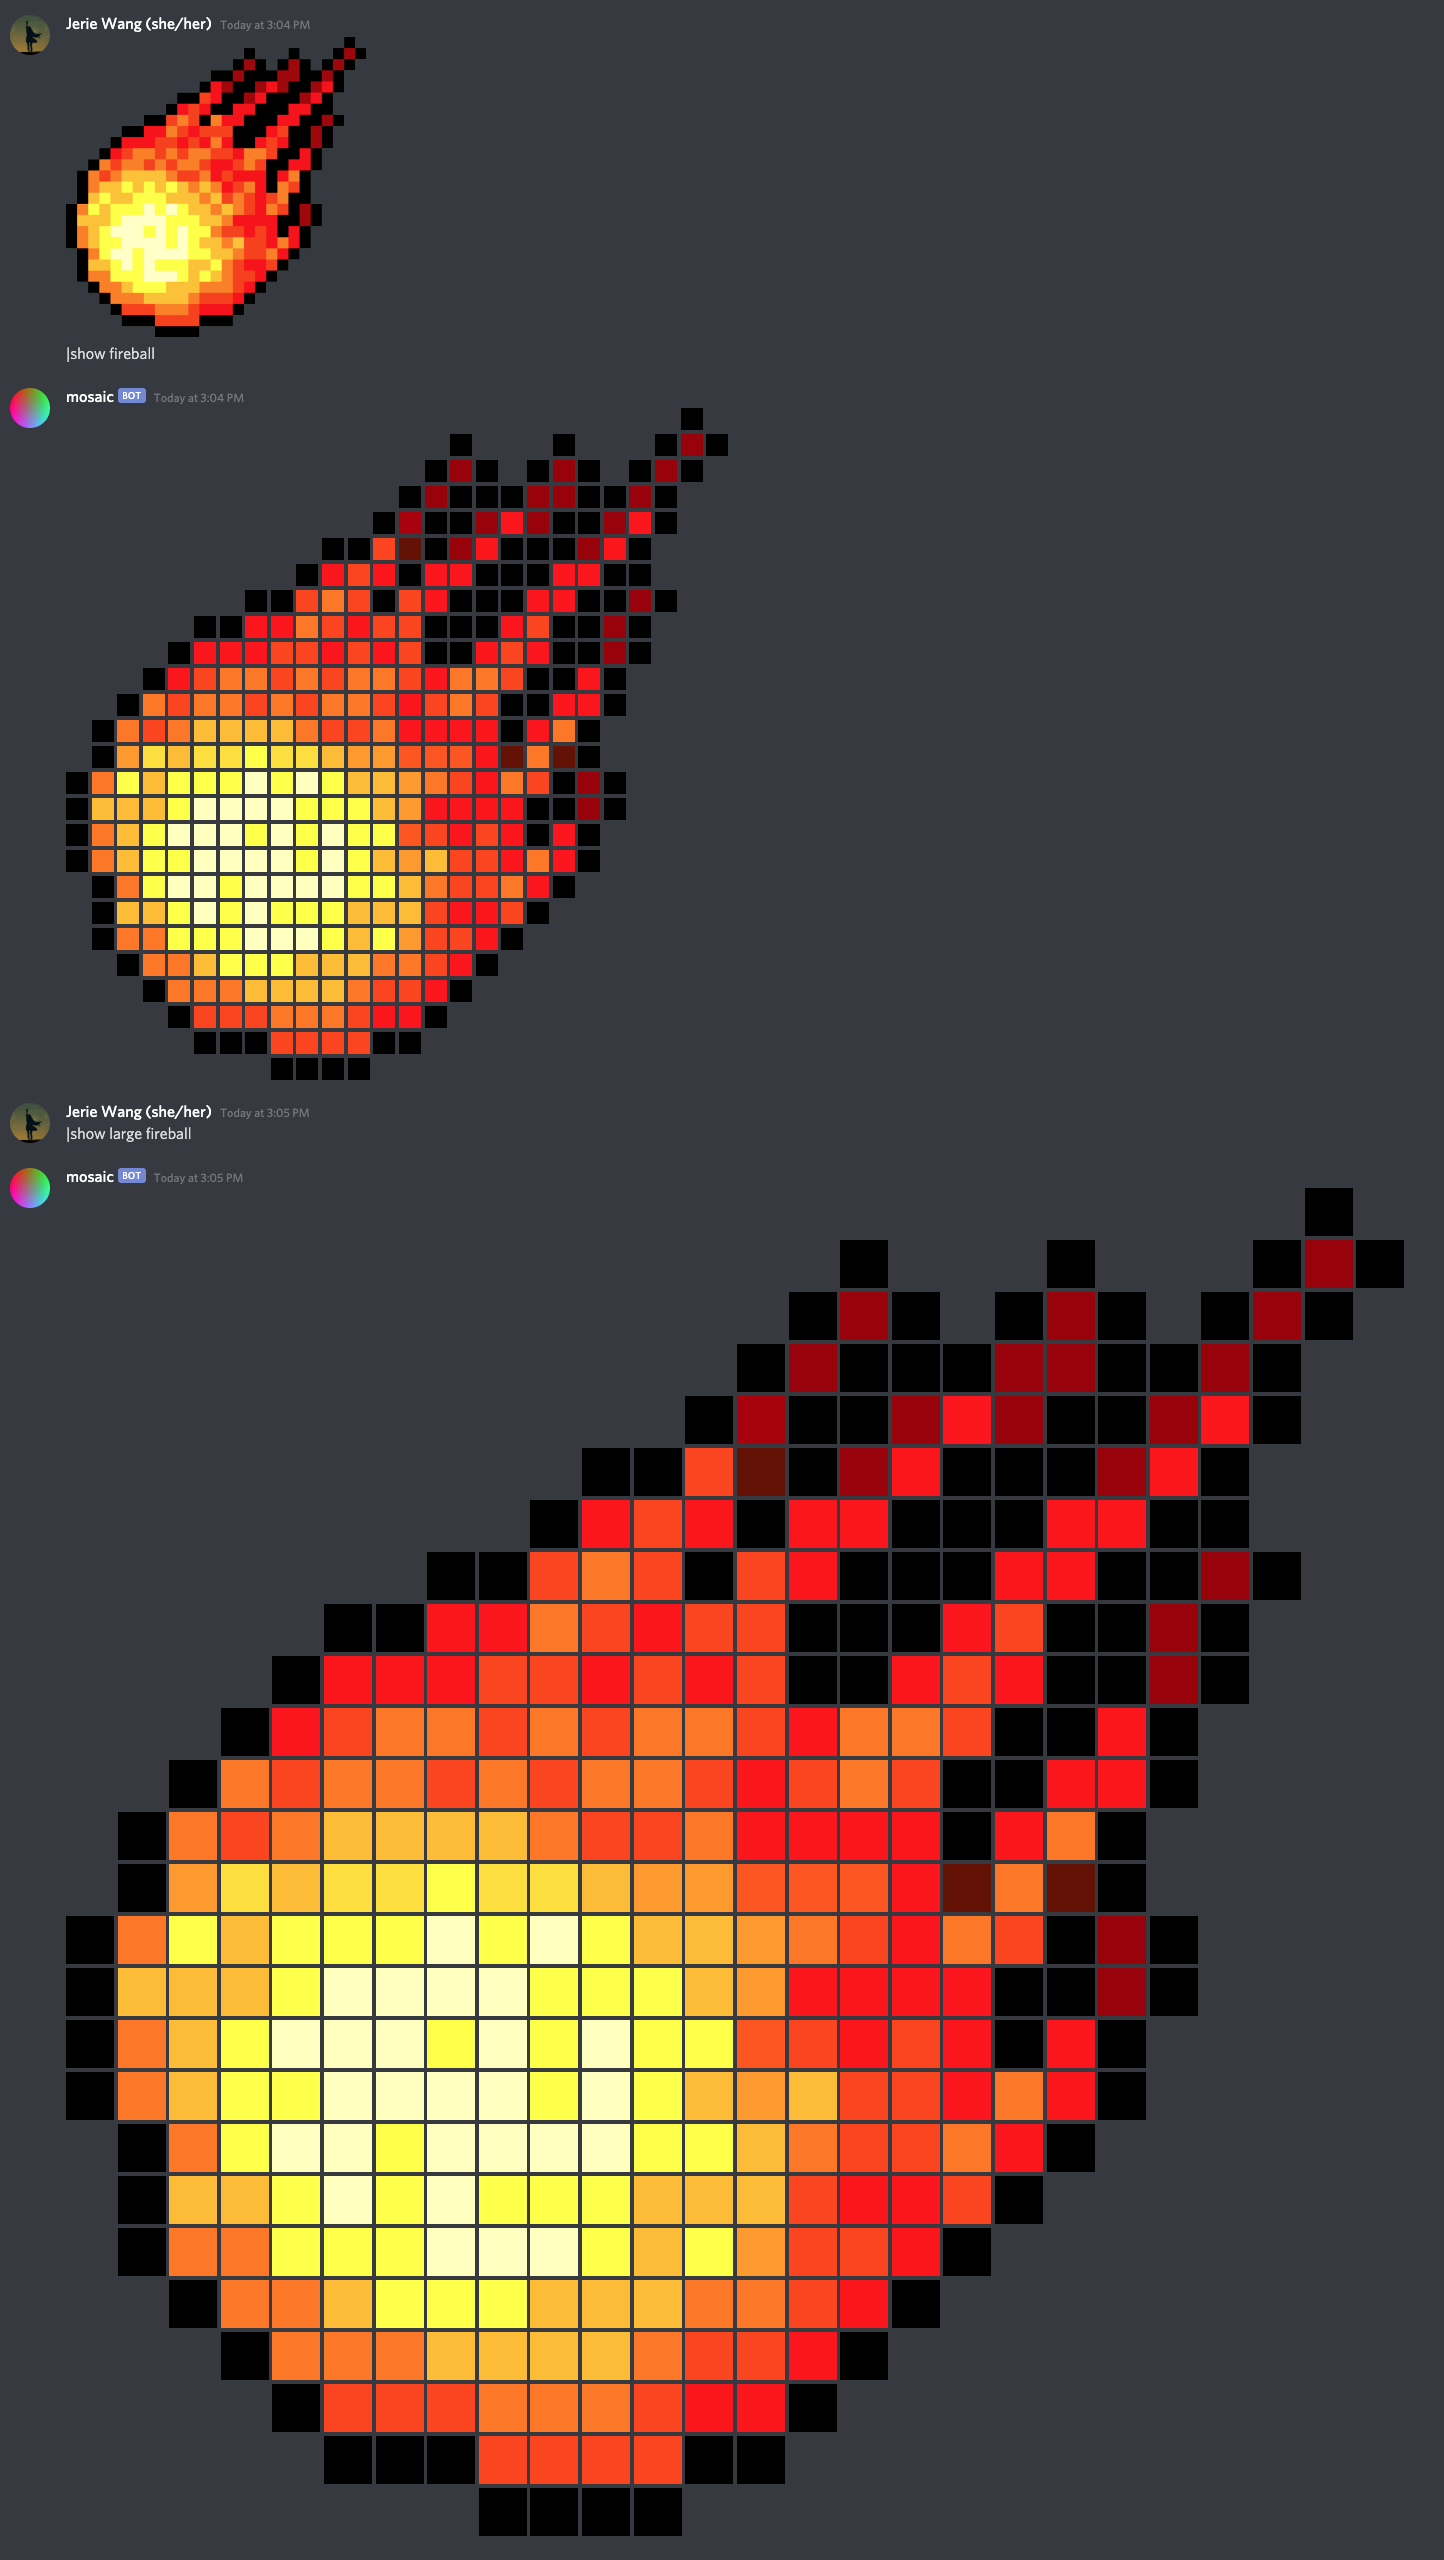 Jerie Wang (she/her) Today at 3:04 PM
|show fireball
mosaic BOT Today at 3:04 PM
Jerie Wang (she/her) Today at 3:05 PM
|show large fireball
mosaic BOT Today at 3:05 PM